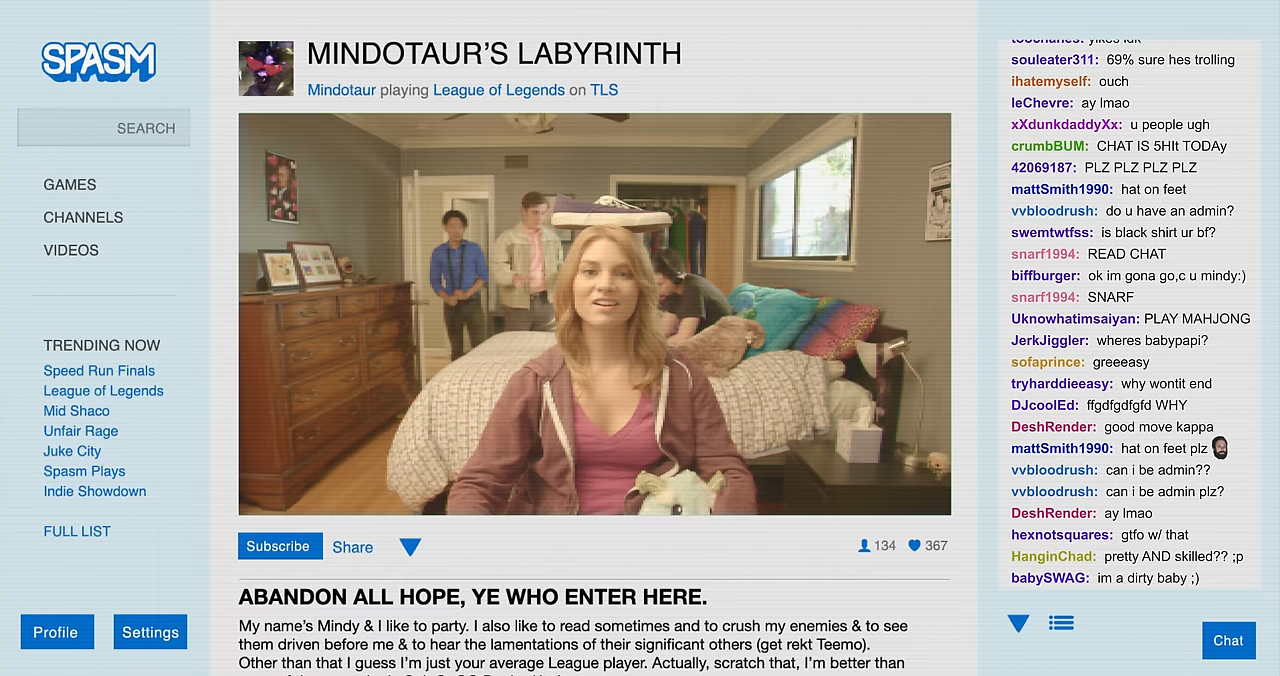 SPASM
SEARCH
GAMES
CHANNELS
VIDEOS
TRENDING NOW
Speed Run Finals
League of Legends
Mid Shaco
Unfair Rage
Juke City
Spasm Plays
Indie Showdown
FULL LIST
Profile
Settings
MINDOTAUR'S LABYRINTH
Mindotaur playing League of Legends on TLS
Subscribe
Share
134
367
ABANDON ALL HOPE, YE WHO ENTER HERE.
My name's Mindy & I like to party. I also like to read sometimes and to crush my enemies & to see
them driven before me & to hear the lamentations of their significant others (get rekt Teemo).
Other than that I guess I'm just your average League player. Actually, scratch that, I'm better than
souleater311: 69% sure hes trolling
ihatemyself: ouch
leChevre: ay lmao
xXdunkdaddyXx: u people ugh
crumbBUM: CHAT IS 5HIt TODAy
42069187: PLZ PLZ PLZ PLZ
mattSmith1990: hat on feet
vvbloodrush: do u have an admin?
swemtwtfss: is black shirt ur bf?
snarf1994: READ CHAT
biffburger: ok im gona go,c u mindy:)
snarf1994: SNARF
Uknowhatimsaiyan: PLAY MAHJONG
JerkJiggler: wheres babypapi?
sofaprince: greeeasy
tryharddieeasy: why wontit end
DJcoolEd: ffgdfgdfgfd WHY
DeshRender: good move kappa
mattSmith1990: hat on feet plz
vvbloodrush: can i be admin??
vvbloodrush: can i be admin plz?
DeshRender: ay lmao
hexnotsquares: gtfo w/ that
HanginChad: pretty AND skilled?? ;p
babySWAG: im a dirty baby ;)
Chat